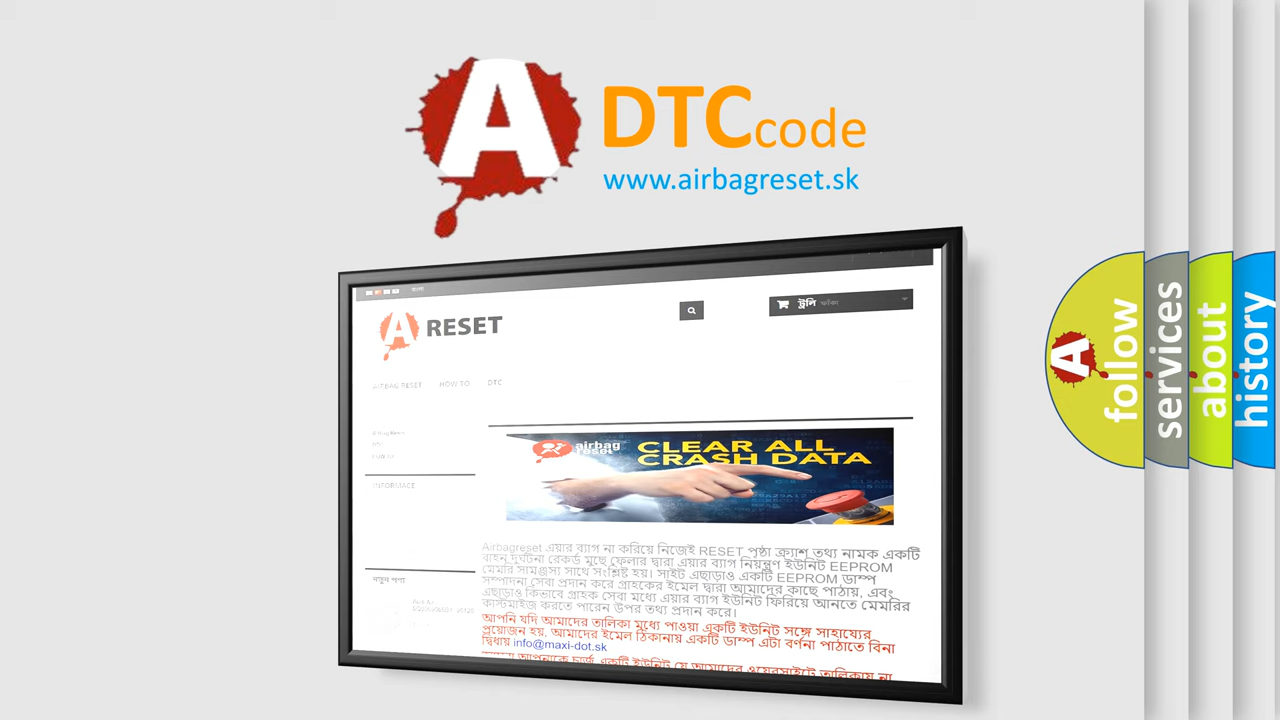 A DTC code
www.airbagreset.sk
বাংলা
A RESET
ট্রলি
AIRBAG RESET HOW TO DTC
INFORMACE
airbag reset
CLEAR ALL
CRASH DATA
Airbagreset এয়ার ব্যাগ না করিয়ে নিজেই RESET পৃষ্ঠা ক্র্যাশ তথ্য নামক একটি
বাহন দুর্ঘটনা রেকর্ড মুছে ফেলার দ্বারা এয়ার ব্যাগ নিয়ন্ত্রণ ইউনিট EEPROM
মেমরি সামঞ্জস্য সাথে সংশ্লিষ্ট হয়। সাইট এছাড়াও একটি EEPROM ডাম্প
সম্পাদনা সেবা প্রদান করে গ্রাহকের ইমেল দ্বারা আমাদের কাছে পাঠায়, এবং
এছাড়াও কিভাবে গ্রাহক সেবা মধ্যে এয়ার ব্যাগ ইউনিট ফিরিয়ে আনতে মেমরির
কাস্টমাইজ করতে পারেন উপর তথ্য প্রদান করে।
আপনি যদি আমাদের তালিকা মধ্যে পাওয়া একটি ইউনিট সঙ্গে সাহায্যের
প্রয়োজন হয়, আমাদের ইমেল ঠিকানায় একটি ডাম্প এটা বর্ণনা পাঠাতে বিনা
দ্বিধায় info@maxi-dot.sk
নতুন পণ্য
A follow
services
about
history